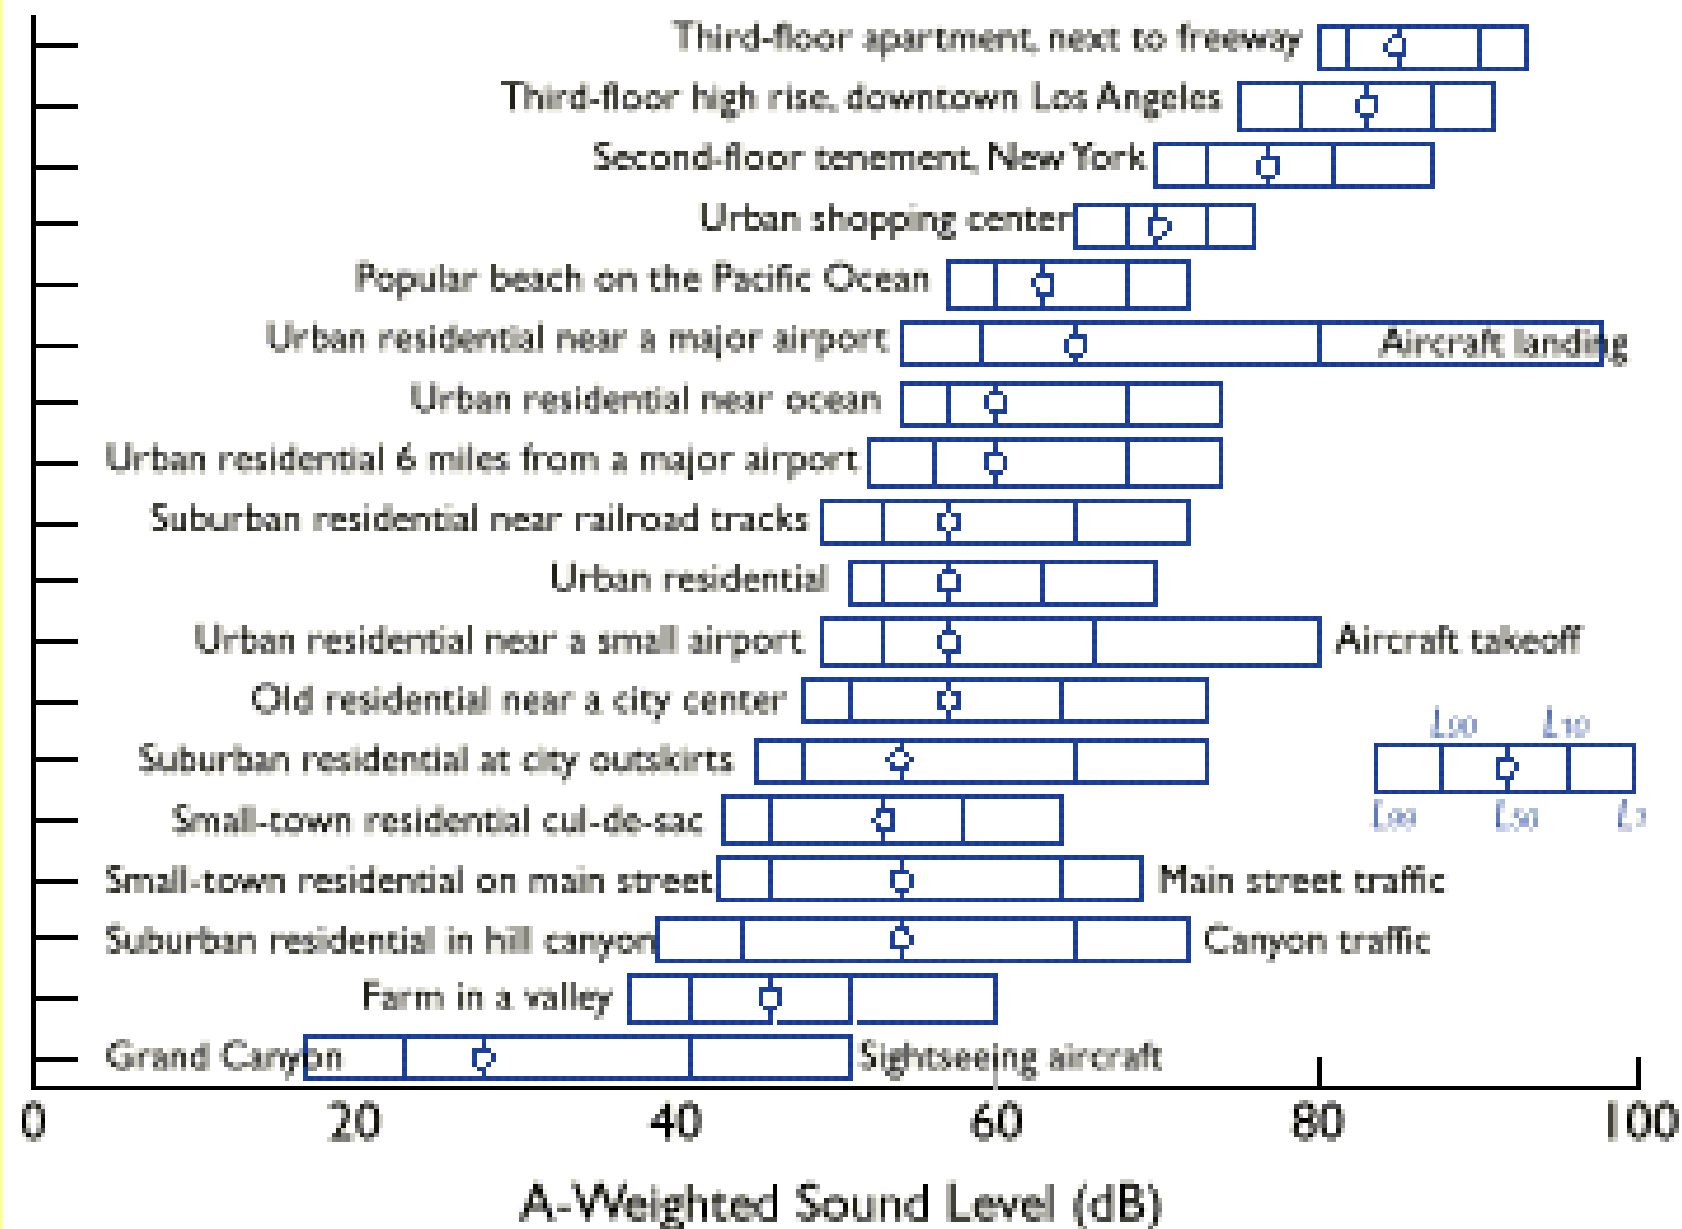 Third-floor apartment, next to freeway
Third-floor high rise, downtown Los Angeles
Second-floor tenement, New York
Urban shopping center
Popular beach on the Pacific Ocean
Urban residential near a major airport
Aircraft landing
Urban residential near ocean
Urban residential 6 miles from a major airport
Suburban residential near railroad tracks
Urban residential
Urban residential near a small airport
Aircraft takeoff
Old residential near a city center
L90 L10
Suburban residential at city outskirts
L99 L50
Small-town residential cul-de-sac
Small-town residential on main street
Main street traffic
Suburban residential in hill canyon
Canyon traffic
Farm in a valley
Grand Canyon
Sightseeing aircraft
0 20 40 60 80 100
A-Weighted Sound Level (dB)